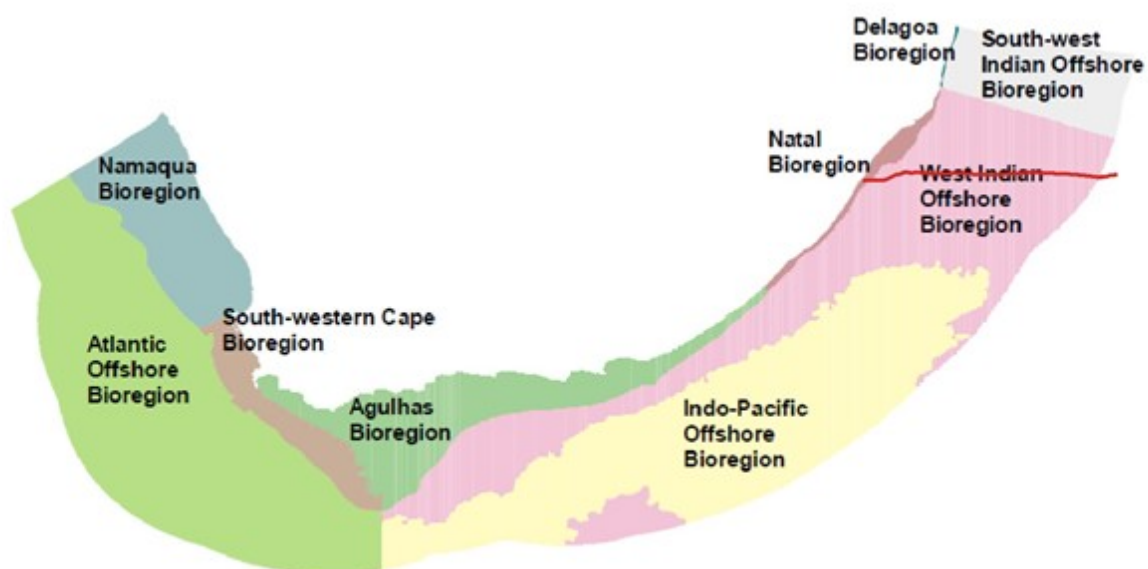 Delagoa
Bioregion
South-west
Indian Offshore
Bioregion
Namaqua
Bioregion
Natal
Bioregion
West Indian
Offshore
Bioregion
South-western Cape
Bioregion
Atlantic
Offshore
Bioregion
Agulhas
Bioregion
Indo-Pacific
Offshore
Bioregion